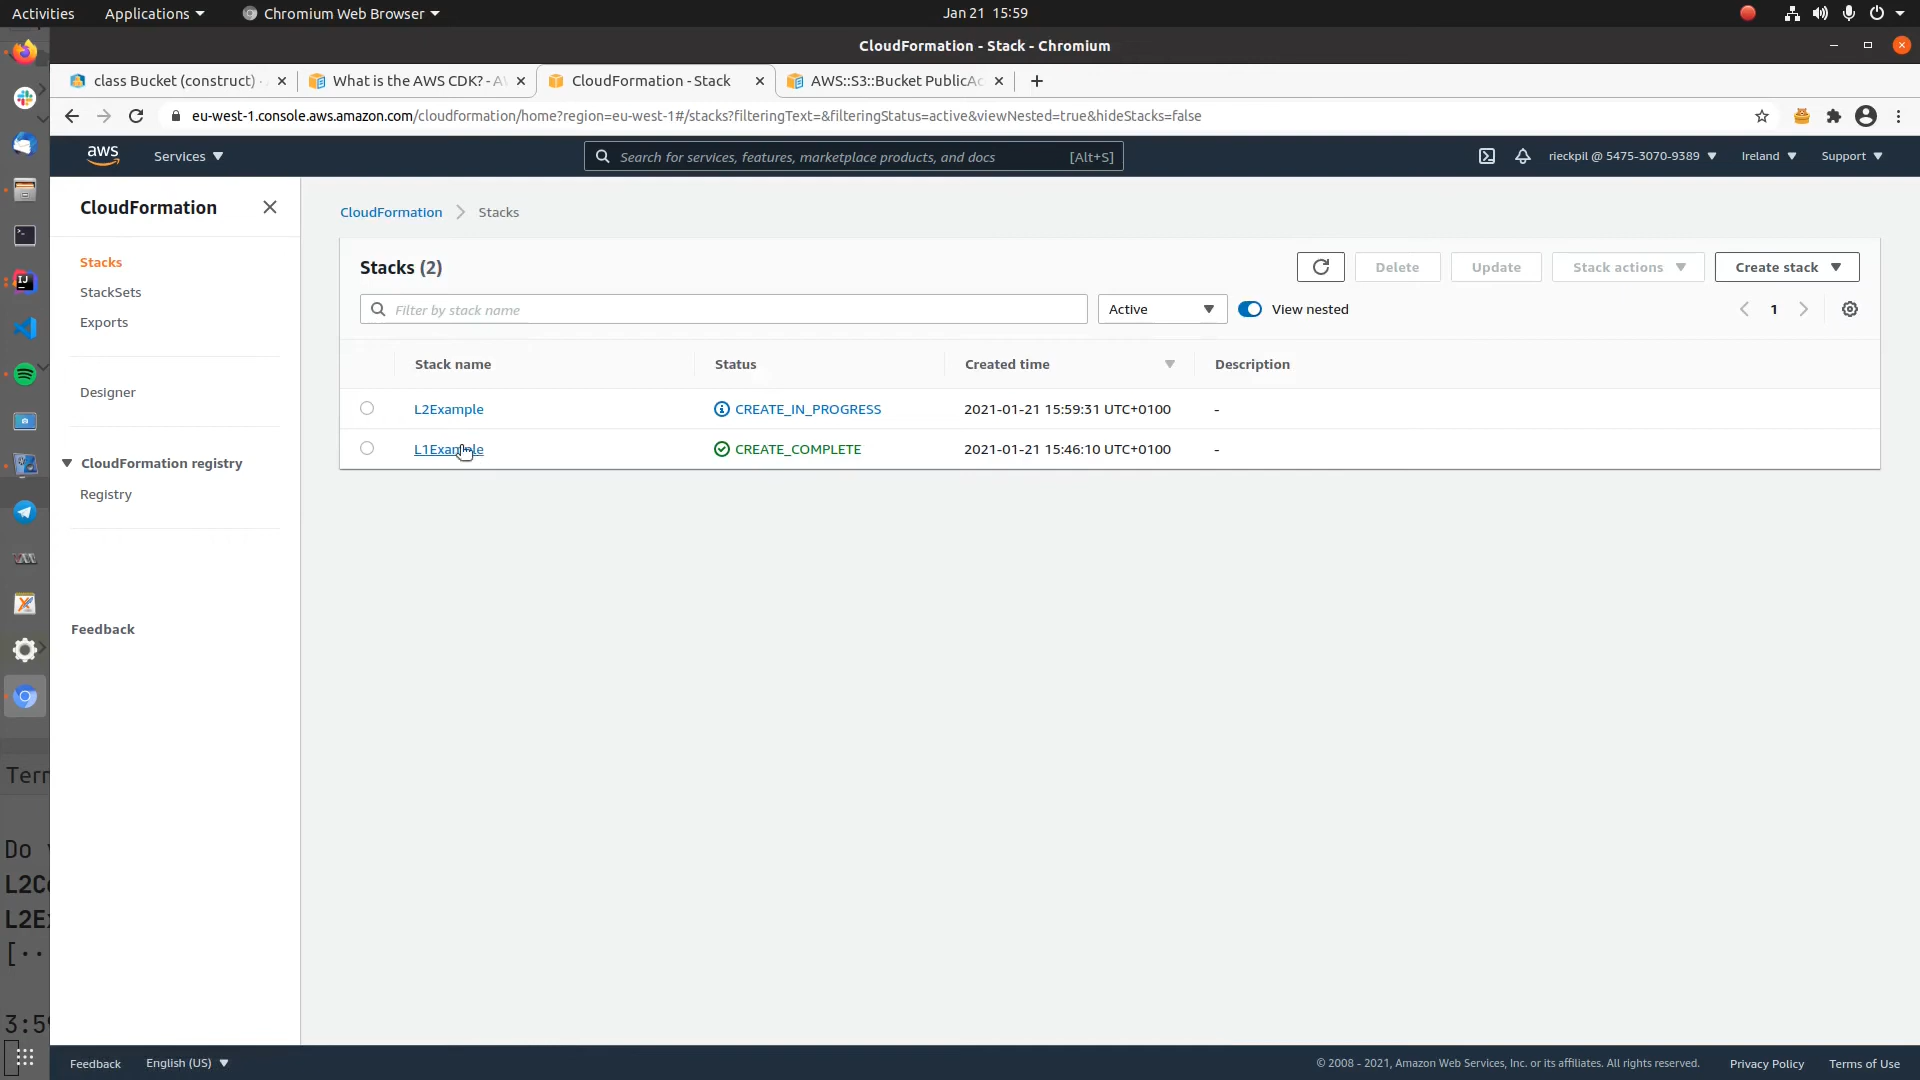 Activities Applications Chromium Web Browser Jan 21 15:59
CloudFormation - Stack - Chromium
class Bucket (construct) · What is the AWS CDK? - A CloudFormation - Stack AWS::S3::Bucket PublicAc
eu-west-1.console.aws.amazon.com/cloudformation/home?region=eu-west-1#/stacks?filteringText=&filteringStatus=active&viewNested=true&hideStacks=false
aws Services Search for services, features, marketplace products, and docs [Alt+S] rieckpil @ 5475-3070-9389 Ireland Support
CloudFormation
CloudFormation Stacks
Stacks
StackSets
Exports
Designer
CloudFormation registry
Registry
Feedback
Stacks (2) Delete Update Stack actions Create stack
Filter by stack name Active View nested 1
Stack name Status Created time Description
L2Example CREATE_IN_PROGRESS 2021-01-21 15:59:31 UTC+0100 -
L1Example CREATE_COMPLETE 2021-01-21 15:46:10 UTC+0100 -
Do
[··
3:5
Feedback English (US) © 2008 - 2021, Amazon Web Services, Inc. or its affiliates. All rights reserved. Privacy Policy Terms of Use